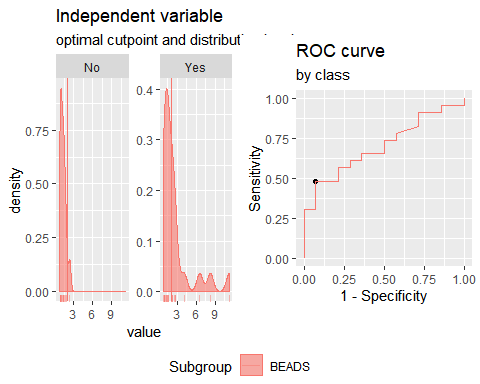 Independent variable
optimal cutpoint and distribut
No
Yes
density
0.00
0.25
0.50
0.75
0.0
0.1
0.2
0.3
0.4
3 6 9
3 6 9
value
ROC curve
by class
Sensitivity
1.00
0.75
0.50
0.25
0.00
0.00 0.25 0.50 0.75 1.00
1 - Specificity
Subgroup
BEADS